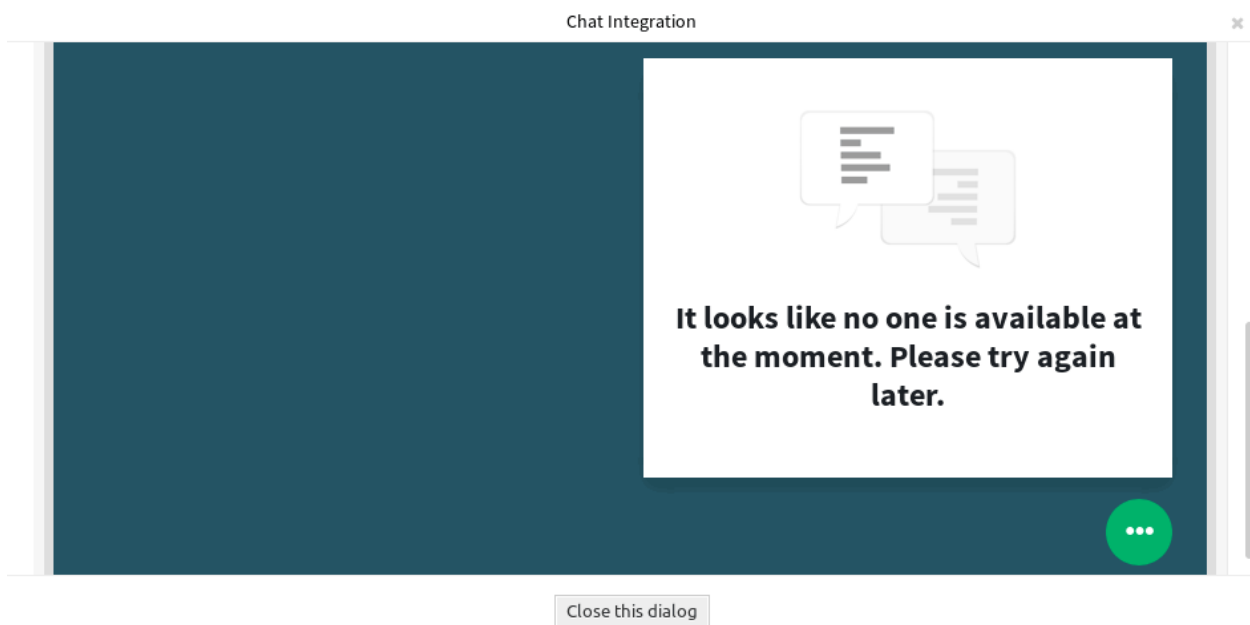 Chat Integration
It looks like no one is available at
the moment. Please try again
later.
Close this dialog